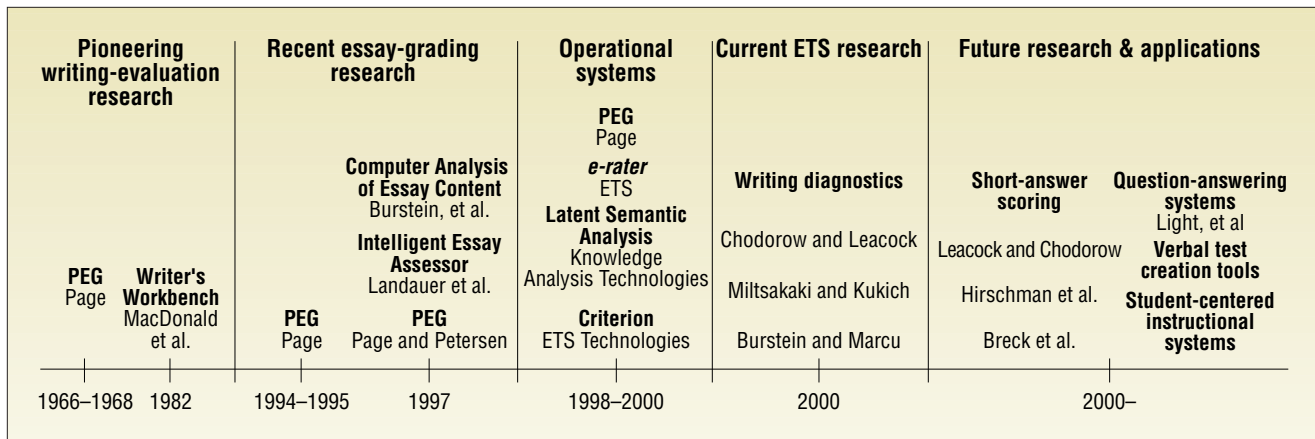 Pioneering
writing-evaluation
research
PEG
Page
Writer's
Workbench
MacDonald
et al.
Recent essay-grading
research
PEG
Page
Computer Analysis
of Essay Content
Burstein, et al.
Intelligent Essay
Assessor
Landauer et al.
PEG
Page and Petersen
Operational
systems
PEG
Page
e-rater
ETS
Latent Semantic
Analysis
Knowledge
Analysis Technologies
Criterion
ETS Technologies
Current ETS research
Writing diagnostics
Chodorow and Leacock
Miltsakaki and Kukich
Burstein and Marcu
Future research & applications
Short-answer
scoring
Leacock and Chodorow
Hirschman et al.
Breck et al.
Question-answering
systems
Light, et al
Verbal test
creation tools
Student-centered
instructional
systems
1966–1968
1982
1994–1995
1997
1998–2000
2000
2000–